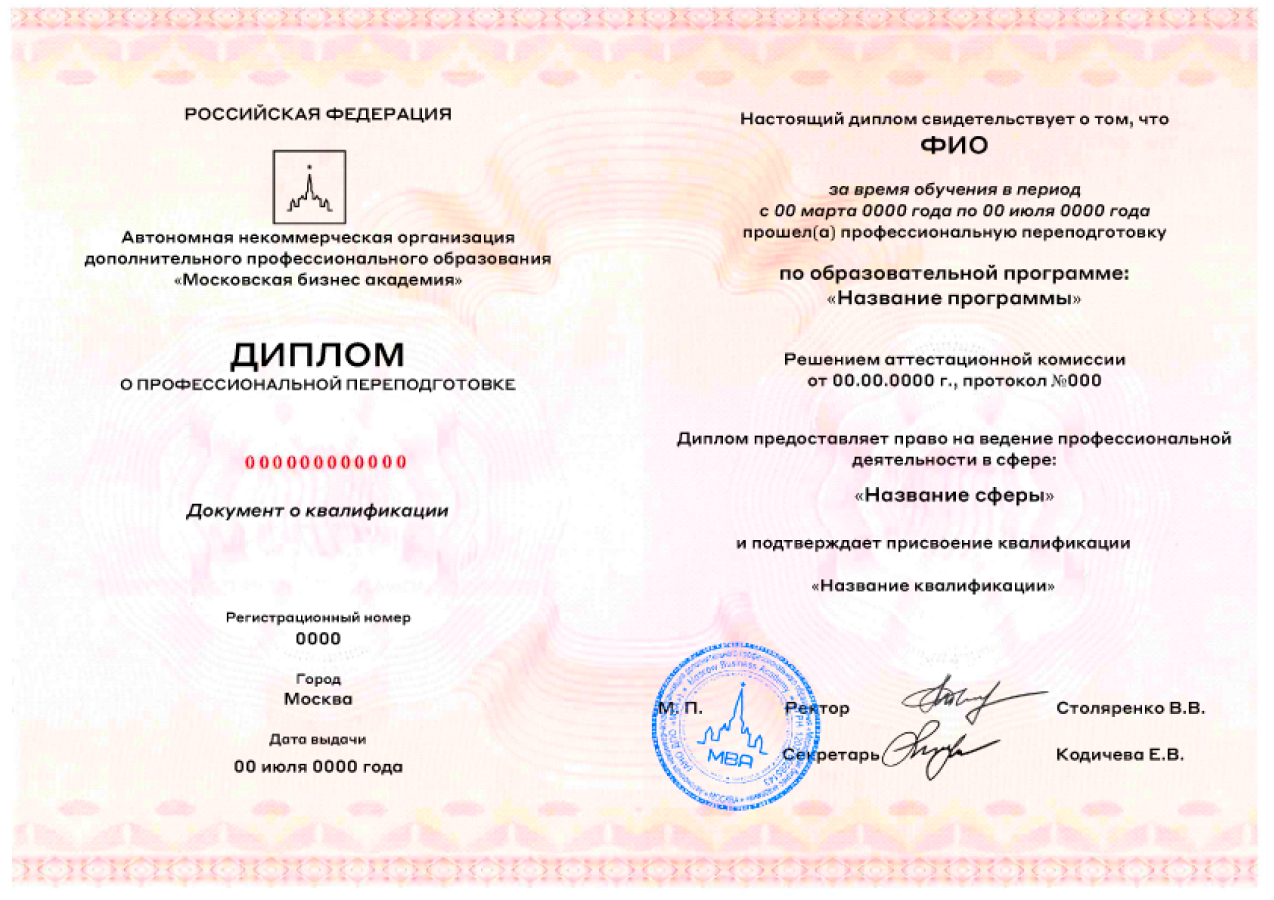 РОССИЙСКАЯ ФЕДЕРАЦИЯ
Автономная некоммерческая организация
дополнительного профессионального образования
«Московская бизнес академия»
ДИПЛОМ
О ПРОФЕССИОНАЛЬНОЙ ПЕРЕПОДГОТОВКЕ
000000000000
Документ о квалификации
Регистрационный номер
0000
Город
Москва
Дата выдачи
00 июля 0000 года
Настоящий диплом свидетельствует о том, что
ФИО
за время обучения в период
с 00 марта 0000 года по 00 июля 0000 года
прошел(а) профессиональную переподготовку
по образовательной программе:
«Название программы»
Решением аттестационной комиссии
от 00.00.0000 г., протокол №000
Диплом предоставляет право на ведение профессиональной
деятельности в сфере:
«Название сферы»
и подтверждает присвоение квалификации
«Название квалификации»
М. П.
Ректор
Столяренко В.В.
Секретарь
Кодичева Е.В.
Moscow Business Academy
МВА
МОСКВА